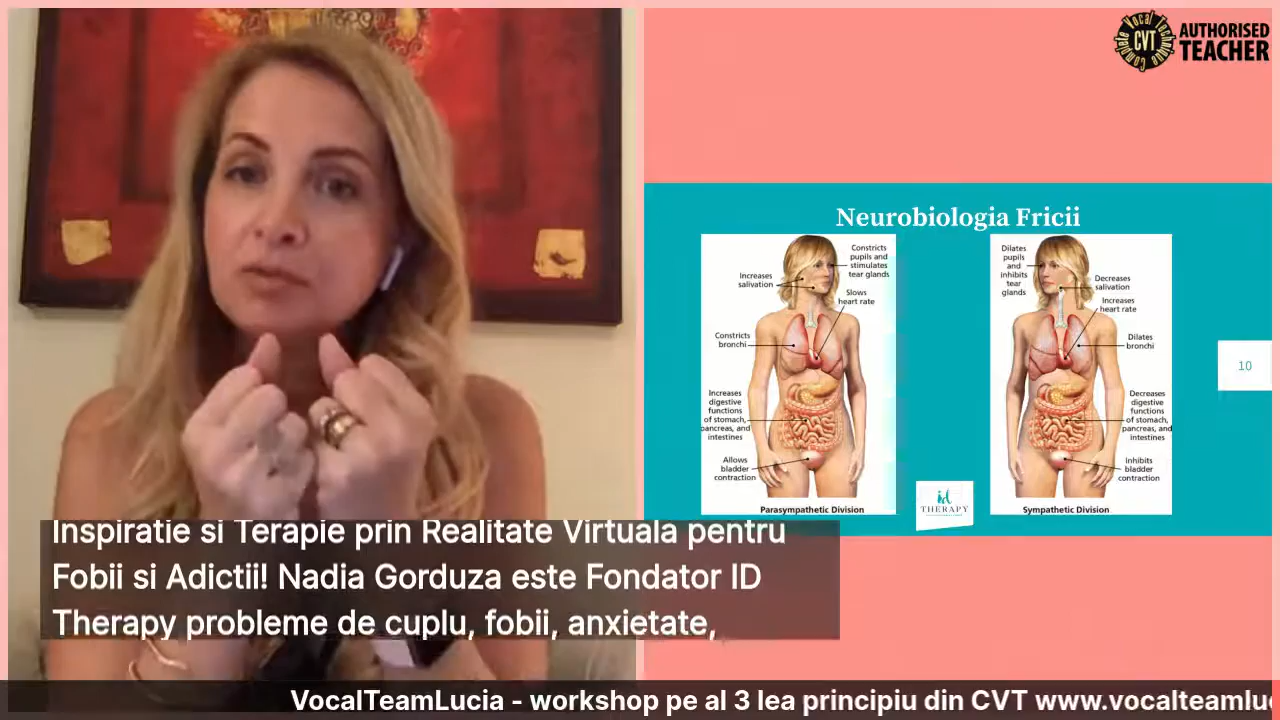 Complete Vocal Technique
CVT
AUTHORISED
TEACHER
Neurobiologia Fricii
Increases
salivation
Constricts
pupils and
stimulates
tear glands
Slows
heart rate
Constricts
bronchi
Increases
digestive
functions
of stomach,
pancreas, and
intestines
Allows
bladder
contraction
Parasympathetic Division
Dilates
pupils
and
inhibits
tear
glands
Decreases
salivation
Increases
heart rate
Dilates
bronchi
Decreases
digestive
functions
of stomach,
pancreas, and
intestines
Inhibits
bladder
contraction
Sympathetic Division
10
id
THERAPY
Inspiratie si Terapie prin Realitate Virtuala pentru
Fobii si Adictii! Nadia Gorduza este Fondator ID
Therapy probleme de cuplu, fobii, anxietate,
VocalTeamLucia - workshop pe al 3 lea principiu din CVT www.vocalteamluc